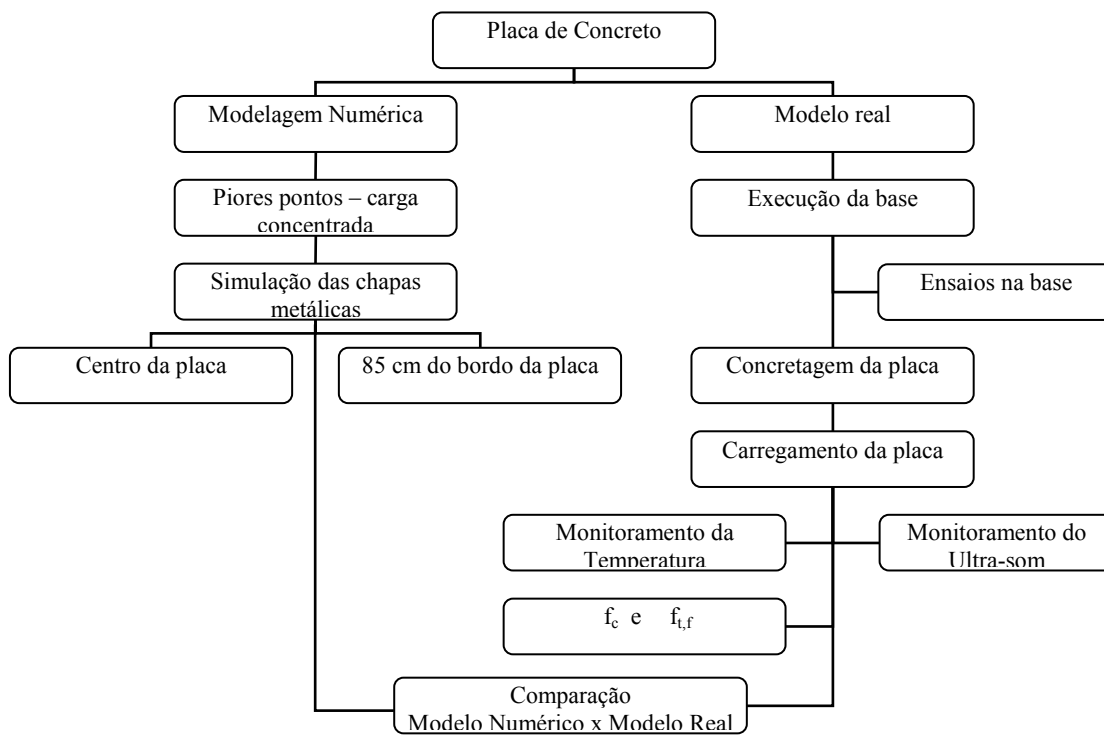 Placa de Concreto
Modelagem Numérica
Modelo real
Piores pontos – carga
concentrada
Execução da base
Simulação das chapas
metálicas
Ensaios na base
Centro da placa
85 cm do bordo da placa
Concretagem da placa
Carregamento da placa
Monitoramento da
Temperatura
Monitoramento do
Ultra-som
fc e ft,f
Comparação
Modelo Numérico x Modelo Real